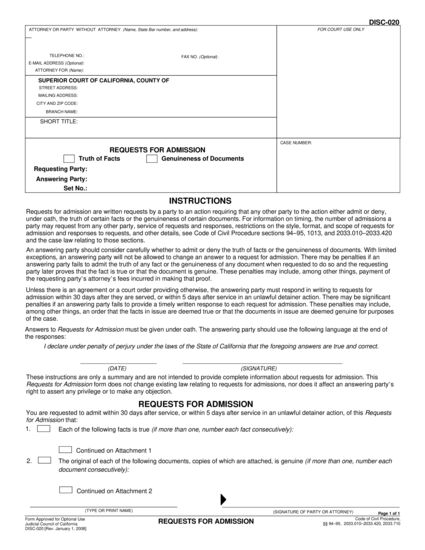 DISC-020
ATTORNEY OR PARTY WITHOUT ATTORNEY (Name, State Bar number, and address):
FOR COURT USE ONLY
TELEPHONE NO.:
FAX NO. (Optional):
E-MAIL ADDRESS (Optional):
ATTORNEY FOR (Name):
SUPERIOR COURT OF CALIFORNIA, COUNTY OF
STREET ADDRESS:
MAILING ADDRESS:
CITY AND ZIP CODE:
BRANCH NAME:
SHORT TITLE:
CASE NUMBER:
REQUESTS FOR ADMISSION
Truth of Facts
Genuineness of Documents
Requesting Party:
Answering Party:
Set No.:
INSTRUCTIONS
Requests for admission are written requests by a party to an action requiring that any other party to the action either admit or deny,
under oath, the truth of certain facts or the genuineness of certain documents. For information on timing, the number of admissions a
party may request from any other party, service of requests and responses, restrictions on the style, format, and scope of requests for
admission and responses to requests, and other details, see Code of Civil Procedure sections 94–95, 1013, and 2033.010–2033.420
and the case law relating to those sections.
An answering party should consider carefully whether to admit or deny the truth of facts or the genuineness of documents. With limited
exceptions, an answering party will not be allowed to change an answer to a request for admission. There may be penalties if an
answering party fails to admit the truth of any fact or the genuineness of any document when requested to do so and the requesting
party later proves that the fact is true or that the document is genuine. These penalties may include, among other things, payment of
the requesting party's attorney's fees incurred in making that proof.
Unless there is an agreement or a court order providing otherwise, the answering party must respond in writing to requests for
admission within 30 days after they are served, or within 5 days after service in an unlawful detainer action. There may be significant
penalties if an answering party fails to provide a timely written response to each request for admission. These penalties may include,
among other things, an order that the facts in issue are deemed true or that the documents in issue are deemed genuine for purposes
of the case.
Answers to Requests for Admission must be given under oath. The answering party should use the following language at the end of
the responses:
I declare under penalty of perjury under the laws of the State of California that the foregoing answers are true and correct.
(DATE)
(SIGNATURE)
These instructions are only a summary and are not intended to provide complete information about requests for admission. This
Requests for Admission form does not change existing law relating to requests for admissions, nor does it affect an answering party's
right to assert any privilege or to make any objection.
REQUESTS FOR ADMISSION
You are requested to admit within 30 days after service, or within 5 days after service in an unlawful detainer action, of this Requests
for Admission that:
1. Each of the following facts is true (if more than one, number each fact consecutively):
Continued on Attachment 1
2. The original of each of the following documents, copies of which are attached, is genuine (if more than one, number each
document consecutively):
Continued on Attachment 2
(TYPE OR PRINT NAME)
(SIGNATURE OF PARTY OR ATTORNEY)
Page 1 of 1
Form Approved for Optional Use
Judicial Council of California
DISC-020 [Rev. January 1, 2008]
REQUESTS FOR ADMISSION
Code of Civil Procedure,
§§ 94–95, 2033.010–2033.420, 2033.710